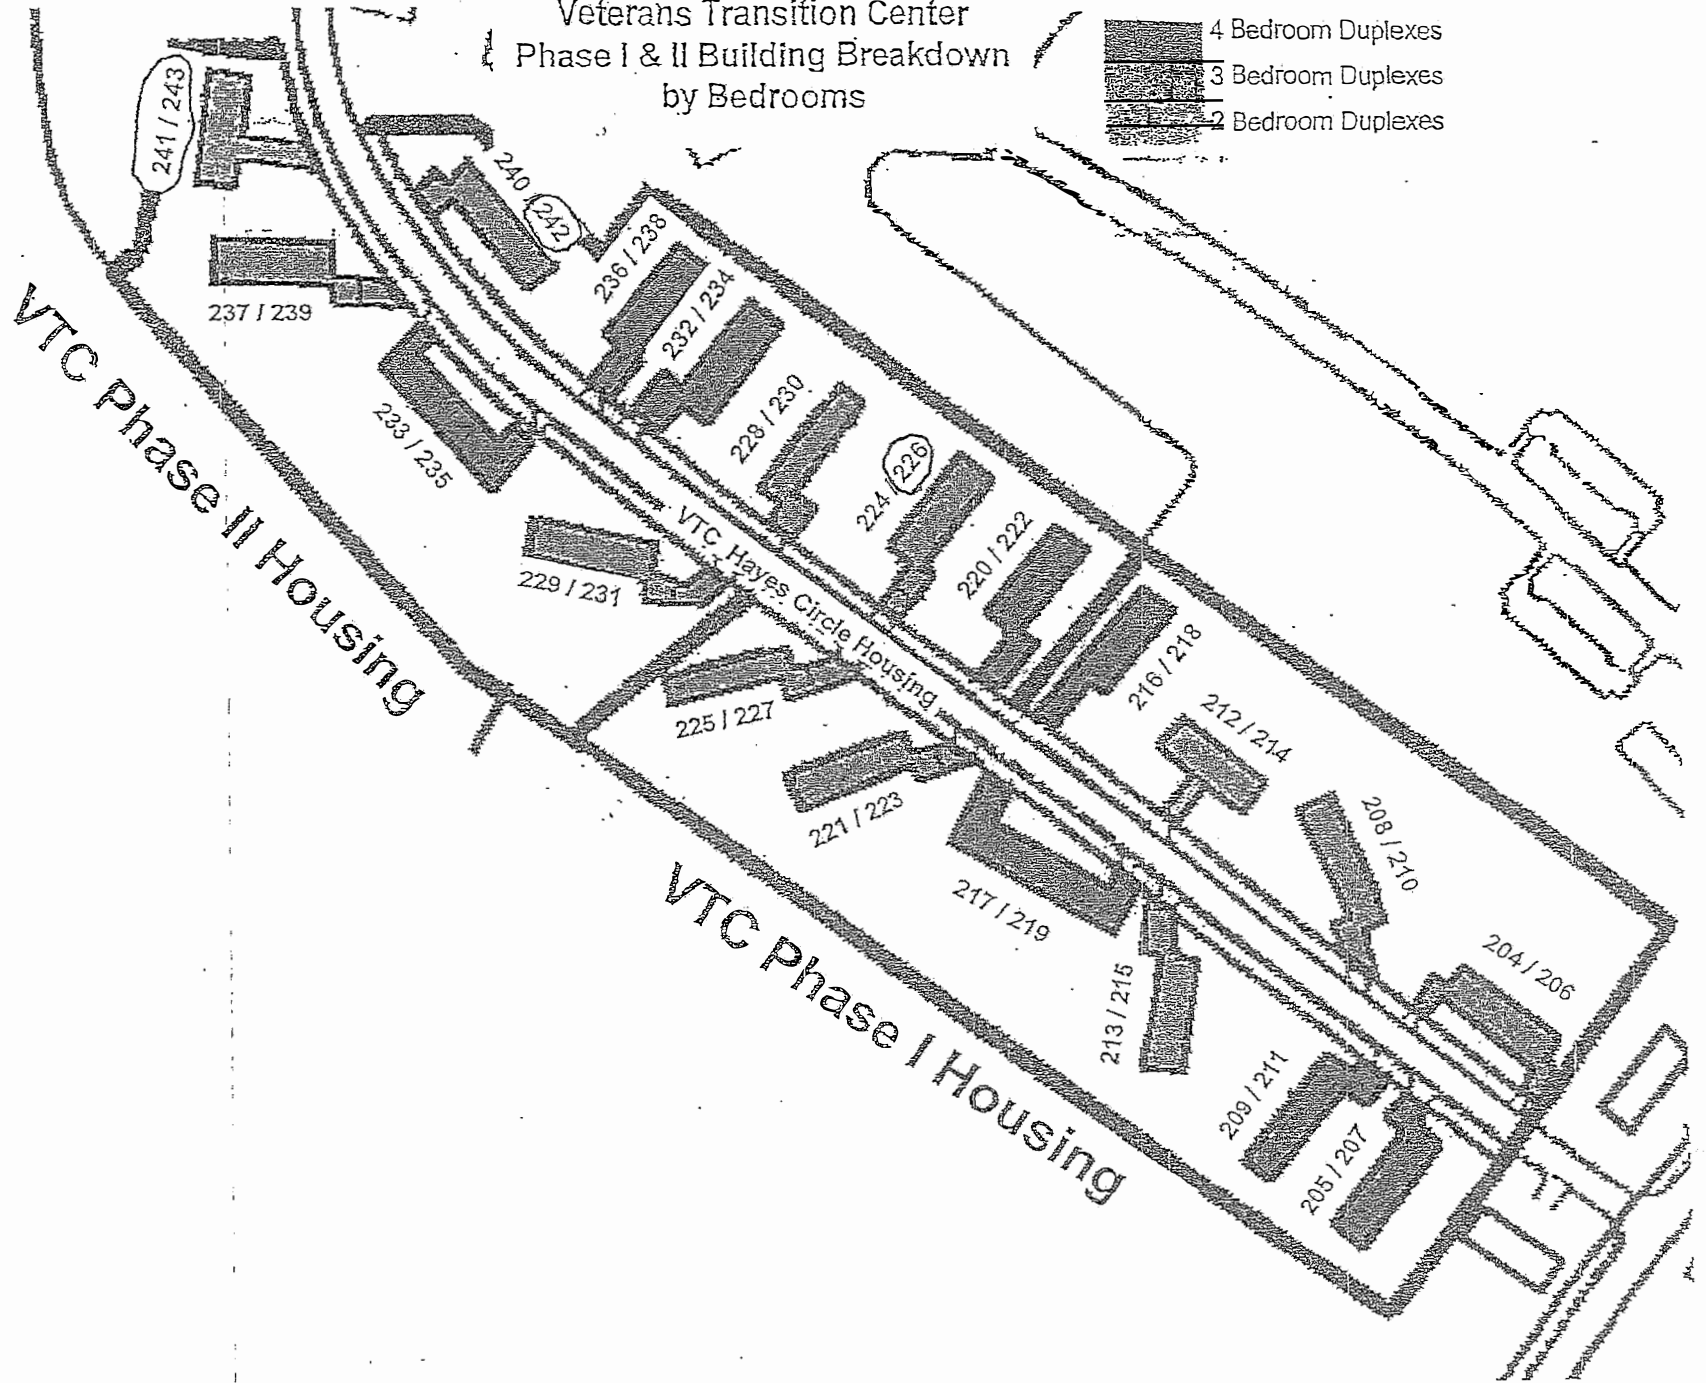 Veterans Transition Center
Phase I & II Building Breakdown
by Bedrooms
4 Bedroom Duplexes
3 Bedroom Duplexes
2 Bedroom Duplexes
241 / 243
240 / 242
236 / 238
237 / 239
232 / 234
233 / 235
228 / 230
224 / 226
229 / 231
220 / 222
VTC Hayes Circle Housing
216 / 218
225 / 227
212 / 214
221 / 223
217 / 219
208 / 210
204 / 206
213 / 215
209 / 211
205 / 207
VTC Phase II Housing
VTC Phase I Housing